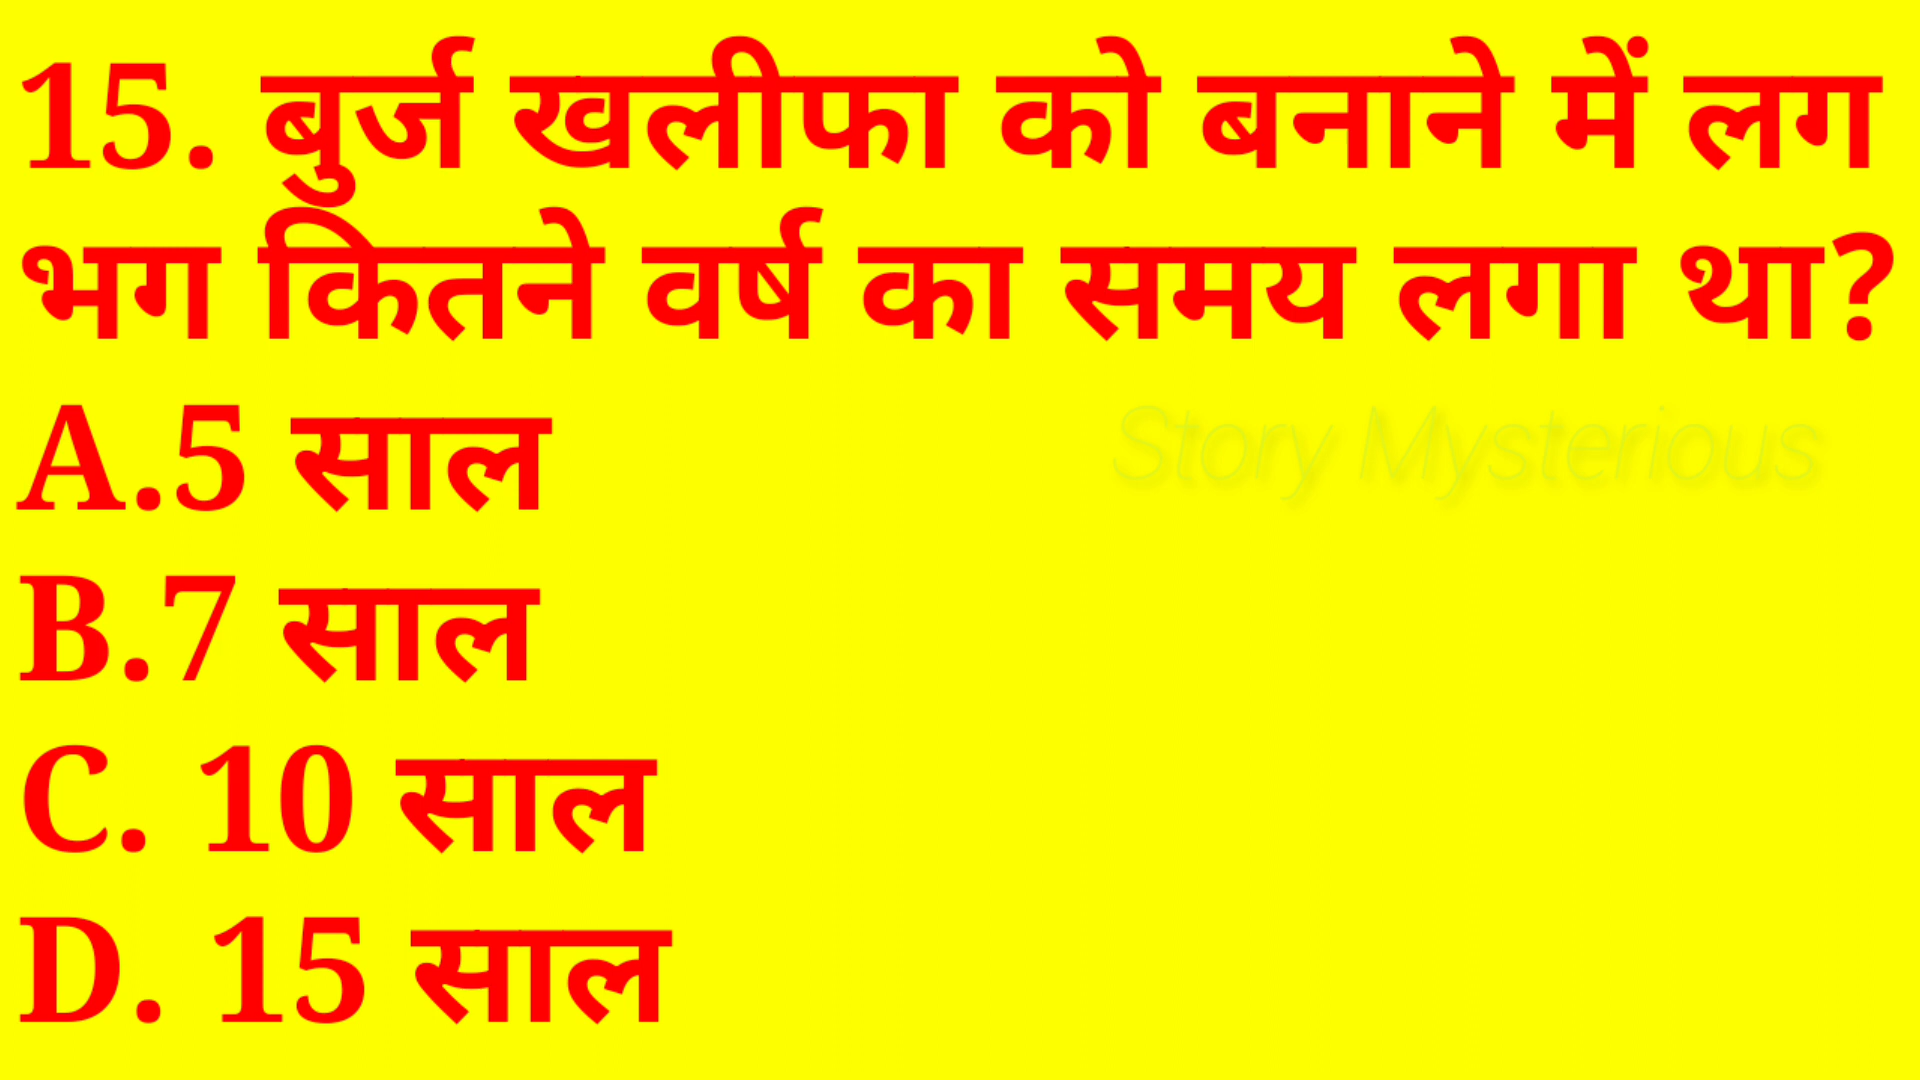 15. बुर्ज खलीफा को बनाने में लग
भग कितने वर्ष का समय लगा था?
A.5 साल
Story Mysterious
B.7 साल
C. 10 साल
D. 15 साल